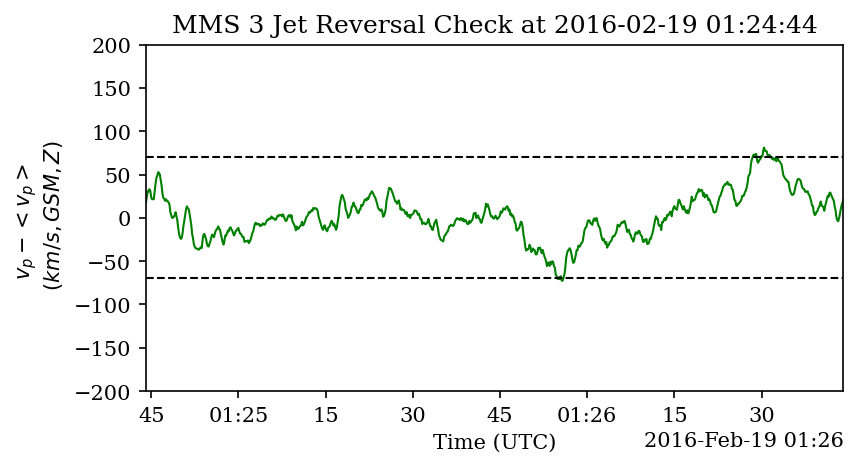 MMS 3 Jet Reversal Check at 2016-02-19 01:24:44
200
150
100
50
0
−50
−100
−150
−200
v_p − < v_p >
(km/s, GSM, Z)
45 01:25 15 30 45 01:26 15 30
Time (UTC)
2016-Feb-19 01:26